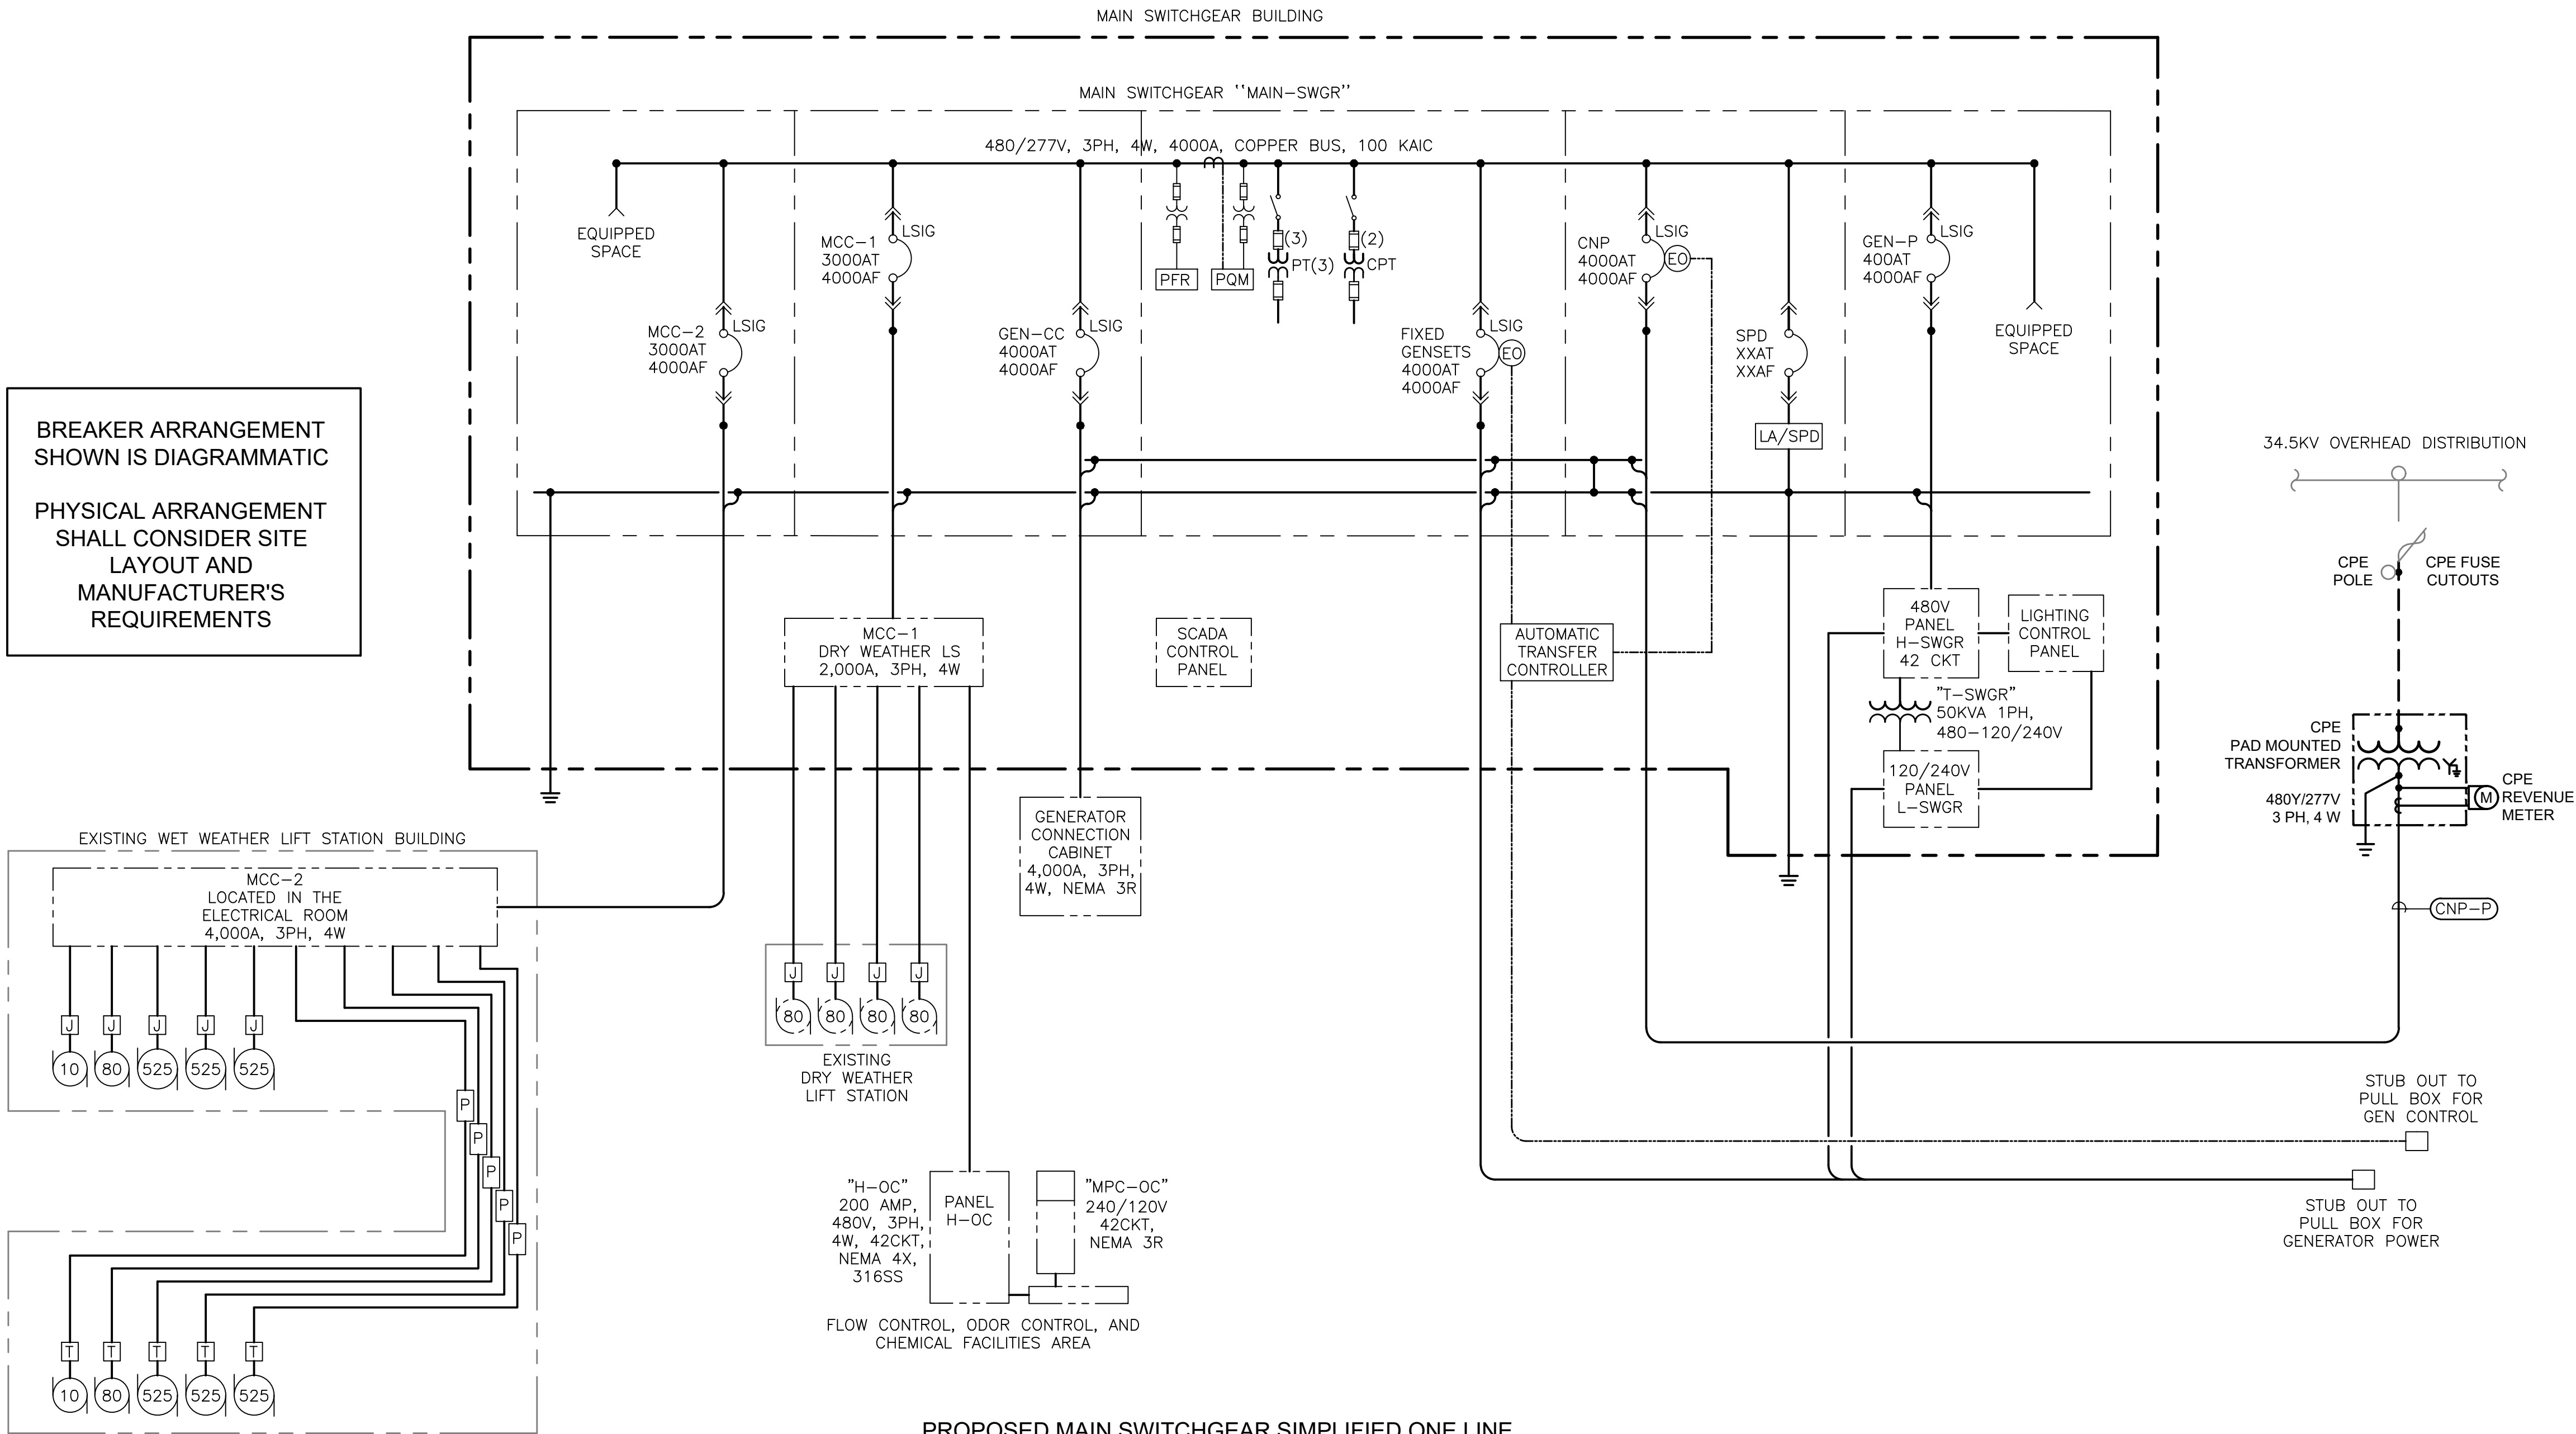 MAIN SWITCHGEAR BUILDING
MAIN SWITCHGEAR ''MAIN-SWGR''
480/277V, 3PH, 4W, 4000A, COPPER BUS, 100 KAIC
EQUIPPED
SPACE
MCC-2
3000AT
4000AF
LSIG
MCC-1
3000AT
4000AF
LSIG
GEN-CC
4000AT
4000AF
LSIG
PFR
PQM
(3)
PT(3)
(2)
CPT
FIXED
GENSETS
4000AT
4000AF
LSIG
EO
CNP
4000AT
4000AF
LSIG
EO
SPD
XXAT
XXAF
LA/SPD
GEN-P
400AT
4000AF
LSIG
EQUIPPED
SPACE
BREAKER ARRANGEMENT
SHOWN IS DIAGRAMMATIC
PHYSICAL ARRANGEMENT
SHALL CONSIDER SITE
LAYOUT AND
MANUFACTURER'S
REQUIREMENTS
34.5KV OVERHEAD DISTRIBUTION
CPE
POLE
CPE FUSE
CUTOUTS
MCC-1
DRY WEATHER LS
2,000A, 3PH, 4W
SCADA
CONTROL
PANEL
AUTOMATIC
TRANSFER
CONTROLLER
480V
PANEL
H-SWGR
42 CKT
LIGHTING
CONTROL
PANEL
"T-SWGR"
50KVA 1PH,
480-120/240V
120/240V
PANEL
L-SWGR
CPE
PAD MOUNTED
TRANSFORMER
480Y/277V
3 PH, 4 W
M
CPE
REVENUE
METER
CNP-P
GENERATOR
CONNECTION
CABINET
4,000A, 3PH,
4W, NEMA 3R
EXISTING WET WEATHER LIFT STATION BUILDING
MCC-2
LOCATED IN THE
ELECTRICAL ROOM
4,000A, 3PH, 4W
J J J J J
10 80 525 525 525
P
P
P
P
P
T T T T T
10 80 525 525 525
J J J J
80 80 80 80
EXISTING
DRY WEATHER
LIFT STATION
"H-OC"
200 AMP,
480V, 3PH,
4W, 42CKT,
NEMA 4X,
316SS
PANEL
H-OC
"MPC-OC"
240/120V
42CKT,
NEMA 3R
FLOW CONTROL, ODOR CONTROL, AND
CHEMICAL FACILITIES AREA
STUB OUT TO
PULL BOX FOR
GEN CONTROL
STUB OUT TO
PULL BOX FOR
GENERATOR POWER
PROPOSED MAIN SWITCHGEAR SIMPLIFIED ONE LINE